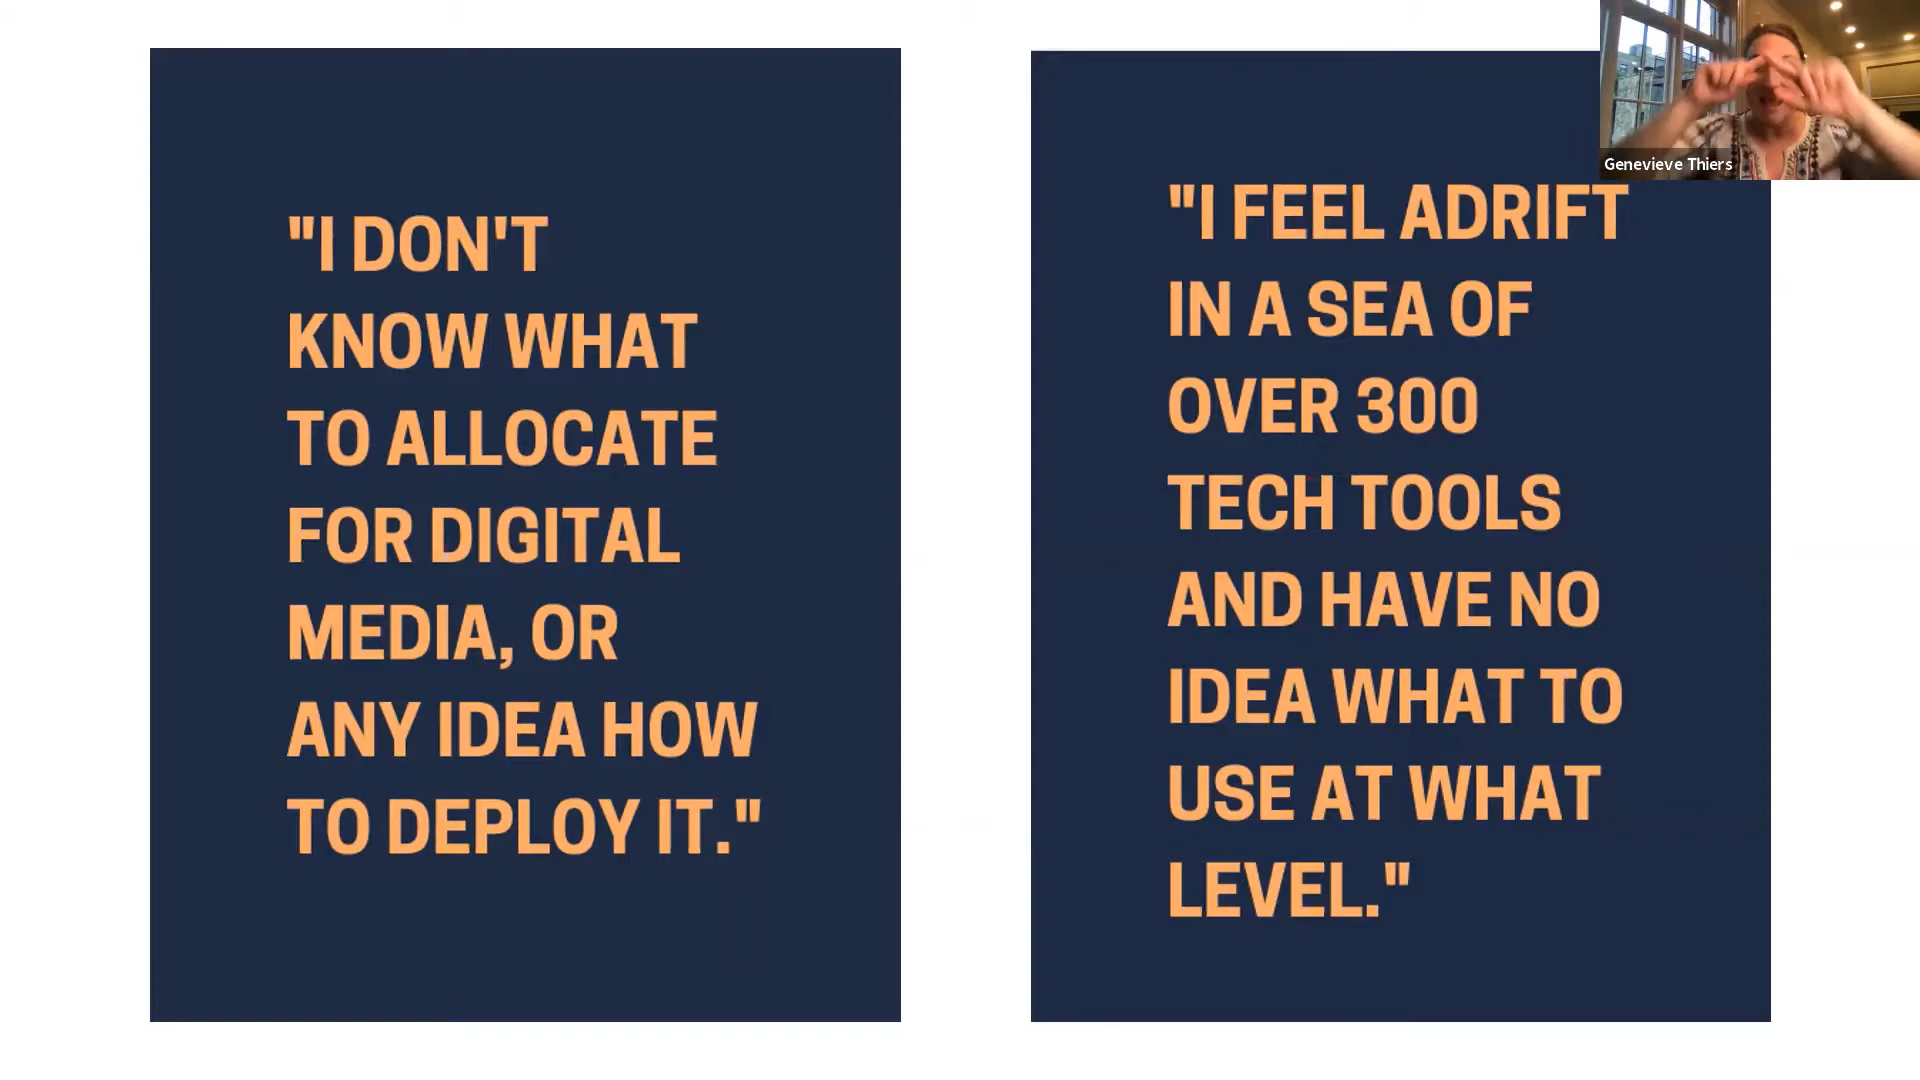 "I DON'T
KNOW WHAT
TO ALLOCATE
FOR DIGITAL
MEDIA, OR
ANY IDEA HOW
TO DEPLOY IT."
"I FEEL ADRIFT
IN A SEA OF
OVER 300
TECH TOOLS
AND HAVE NO
IDEA WHAT TO
USE AT WHAT
LEVEL."
Genevieve Thiers